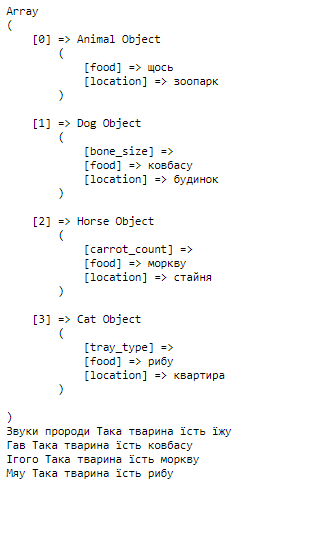 Array
(
[0] => Animal Object
(
[food] => щось
[location] => зоопарк
)
[1] => Dog Object
(
[bone_size] =>
[food] => ковбасу
[location] => будинок
)
[2] => Horse Object
(
[carrot_count] =>
[food] => моркву
[location] => стайня
)
[3] => Cat Object
(
[tray_type] =>
[food] => рибу
[location] => квартира
)
)
Звуки пророди Така тварина їсть їжу
Гав Така тварина їсть ковбасу
Ігого Така тварина їсть моркву
Мяу Така тварина їсть рибу